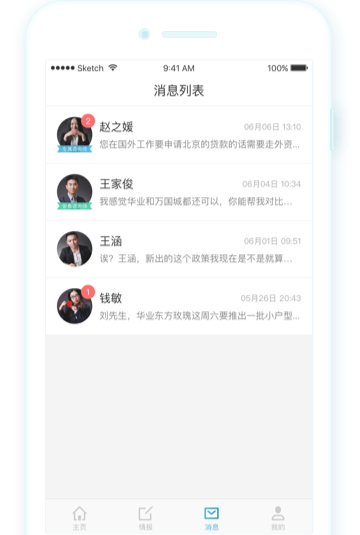 Sketch 9:41 AM 100%
消息列表
2
赵之媛 06月06日 13:10
您在国外工作要申请北京的贷款的话需要走外资...
王家俊 06月04日 10:34
我感觉华业和万国城都还可以，你能帮我对比...
王涵 06月01日 09:51
诶？王涵，新出的这个政策我现在是不是就算...
1
钱敏 05月26日 20:43
刘先生，华业东方玫瑰这周六要推出一批小户型...
主页 情报 消息 我的